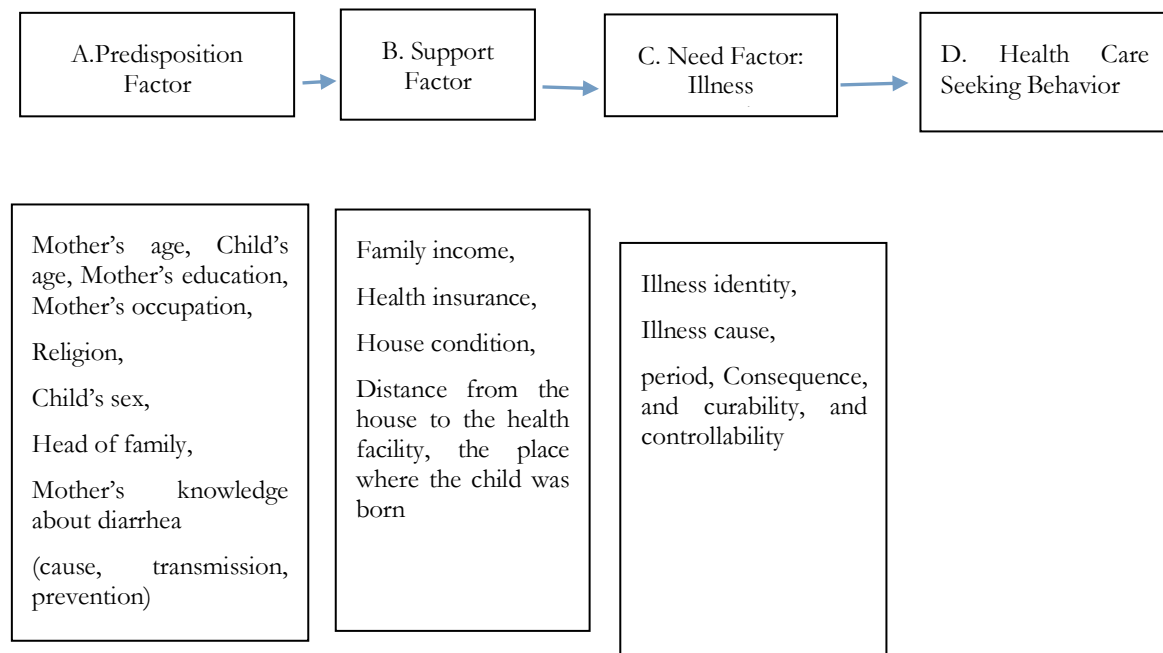 A.Predisposition
Factor
B. Support
Factor
C. Need Factor:
Illness
D. Health Care
Seeking Behavior
Mother's age, Child's
age, Mother's education,
Mother's occupation,
Religion,
Child's sex,
Head of family,
Mother's knowledge
about diarrhea
(cause, transmission,
prevention)
Family income,
Health insurance,
House condition,
Distance from the
house to the health
facility, the place
where the child was
born
Illness identity,
Illness cause,
period, Consequence,
and curability, and
controllability